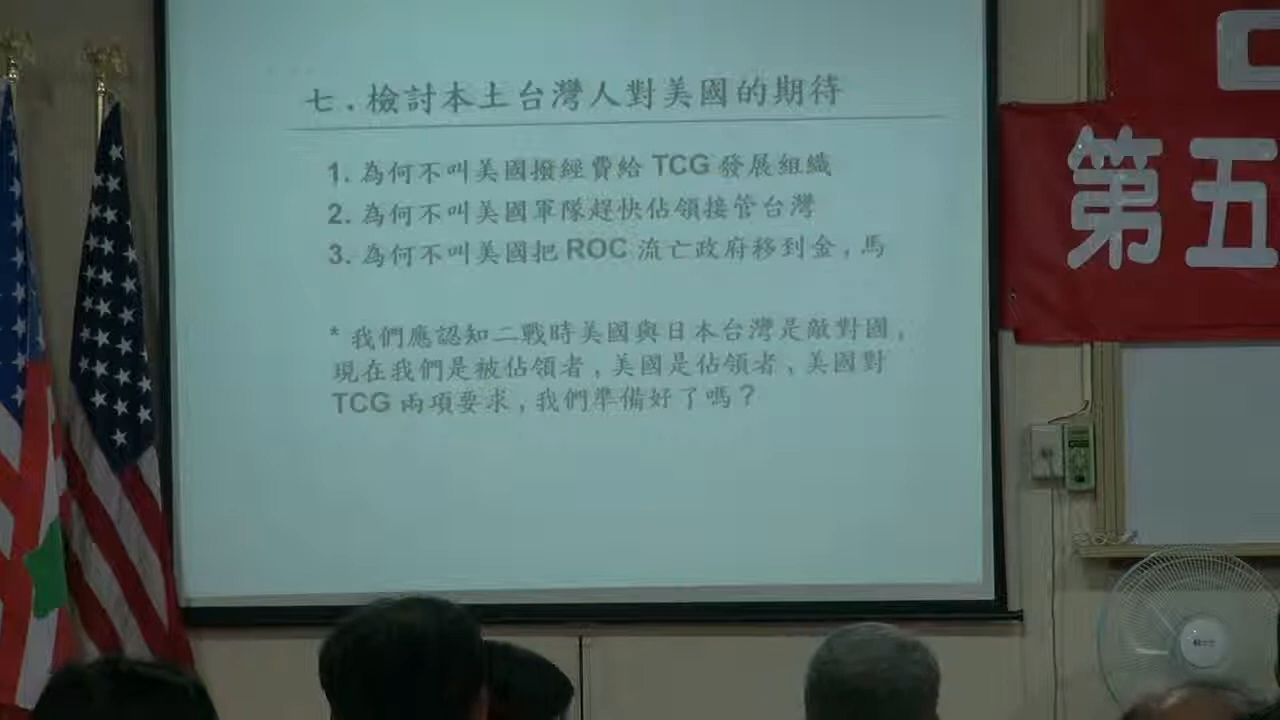 七.檢討本土台灣人對美國的期待
1. 為何不叫美國撥經費給 TCG 發展組織
2. 為何不叫美國軍隊趕快佔領接管台灣
3. 為何不叫美國把 ROC 流亡政府移到金,馬
* 我們應認知二戰時美國與日本台灣是敵對國,
現在我們是被佔領者,美國是佔領者,美國對
TCG 兩項要求,我們準備好了嗎?
第五